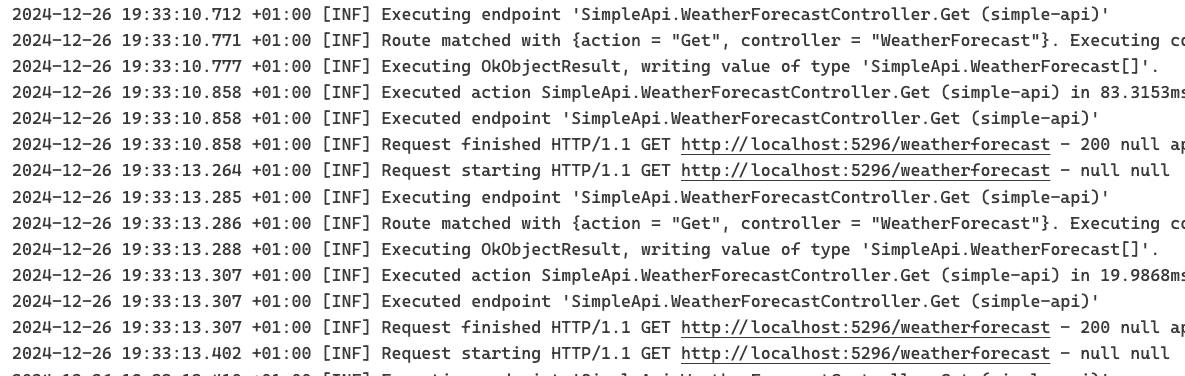 2024-12-26 19:33:10.712 +01:00 [INF] Executing endpoint 'SimpleApi.WeatherForecastController.Get (simple-api)'
2024-12-26 19:33:10.771 +01:00 [INF] Route matched with {action = "Get", controller = "WeatherForecast"}. Executing co
2024-12-26 19:33:10.777 +01:00 [INF] Executing OkObjectResult, writing value of type 'SimpleApi.WeatherForecast[]'.
2024-12-26 19:33:10.858 +01:00 [INF] Executed action SimpleApi.WeatherForecastController.Get (simple-api) in 83.3153ms
2024-12-26 19:33:10.858 +01:00 [INF] Executed endpoint 'SimpleApi.WeatherForecastController.Get (simple-api)'
2024-12-26 19:33:10.858 +01:00 [INF] Request finished HTTP/1.1 GET http://localhost:5296/weatherforecast - 200 null ap
2024-12-26 19:33:13.264 +01:00 [INF] Request starting HTTP/1.1 GET http://localhost:5296/weatherforecast - null null
2024-12-26 19:33:13.285 +01:00 [INF] Executing endpoint 'SimpleApi.WeatherForecastController.Get (simple-api)'
2024-12-26 19:33:13.286 +01:00 [INF] Route matched with {action = "Get", controller = "WeatherForecast"}. Executing co
2024-12-26 19:33:13.288 +01:00 [INF] Executing OkObjectResult, writing value of type 'SimpleApi.WeatherForecast[]'.
2024-12-26 19:33:13.307 +01:00 [INF] Executed action SimpleApi.WeatherForecastController.Get (simple-api) in 19.9868ms
2024-12-26 19:33:13.307 +01:00 [INF] Executed endpoint 'SimpleApi.WeatherForecastController.Get (simple-api)'
2024-12-26 19:33:13.307 +01:00 [INF] Request finished HTTP/1.1 GET http://localhost:5296/weatherforecast - 200 null ap
2024-12-26 19:33:13.402 +01:00 [INF] Request starting HTTP/1.1 GET http://localhost:5296/weatherforecast - null null